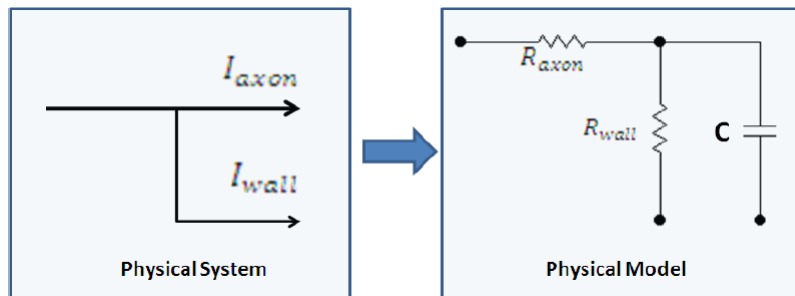 I_axon
I_wall
Physical System
R_axon
R_wall
C
Physical Model